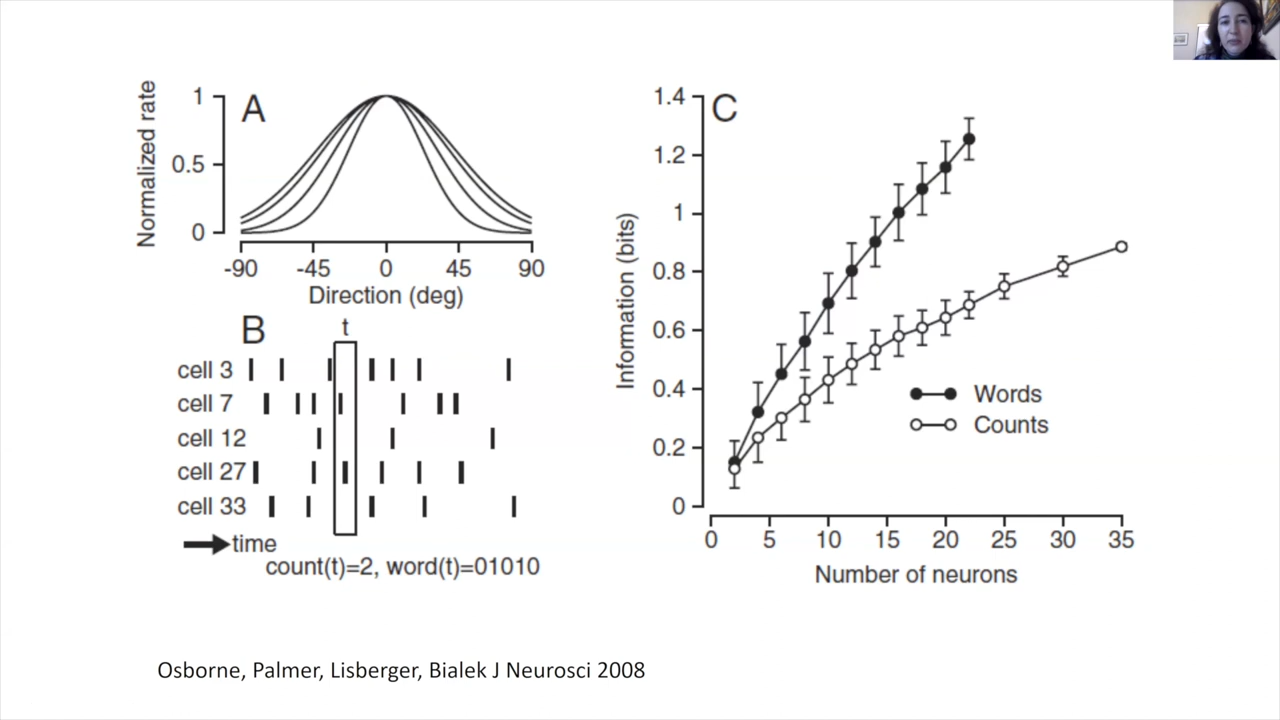 A
Normalized rate
1
0.5
0
-90 -45 0 45 90
Direction (deg)
B
t
cell 3
cell 7
cell 12
cell 27
cell 33
time
count(t)=2, word(t)=01010
C
Information (bits)
1.4
1.2
1
0.8
0.6
0.4
0.2
0
Words
Counts
0 5 10 15 20 25 30 35
Number of neurons
Osborne, Palmer, Lisberger, Bialek J Neurosci 2008